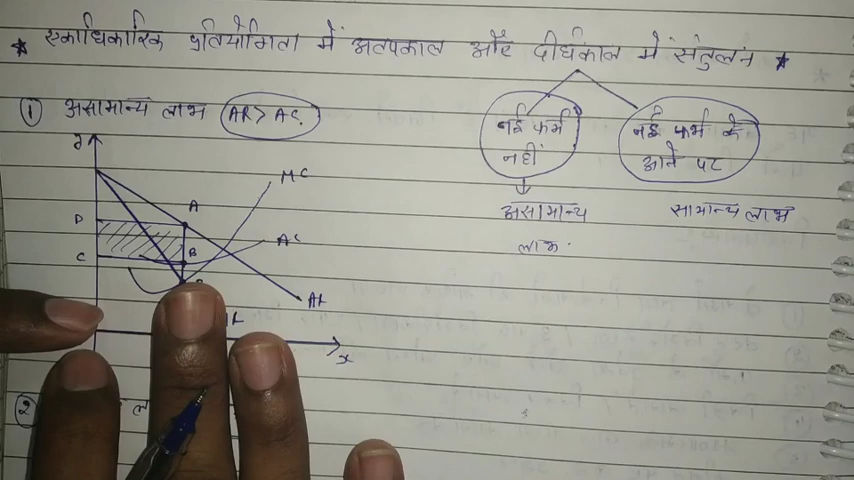 * एकाधिकारिक प्रतियोगिता में अल्पकाल और दीर्घकाल में संतुलन *
① असामान्य लाभ AR > AC.
नई फर्म
नहीं
नई फर्म के
आने पर
असामान्य
लाभ.
सामान्य लाभ
y
MC
A
D
AC
B
C
AR
x
②